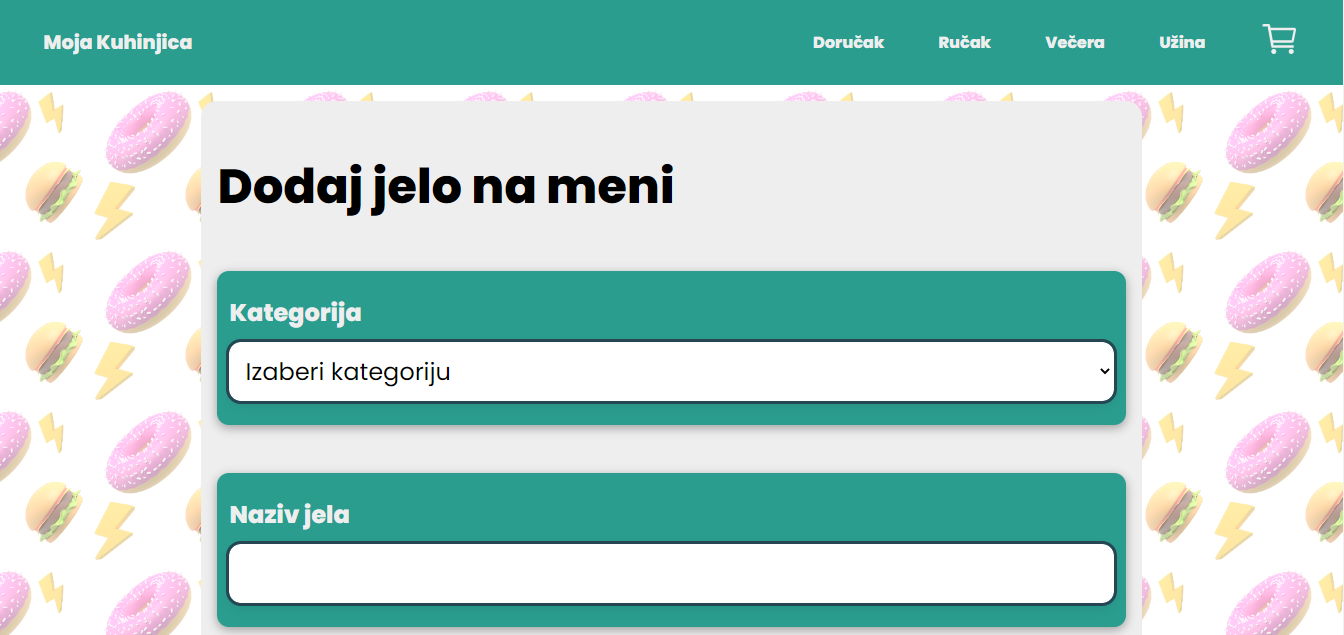 Moja Kuhinjica
Doručak
Ručak
Večera
Užina
Dodaj jelo na meni
Kategorija
Izaberi kategoriju
Naziv jela